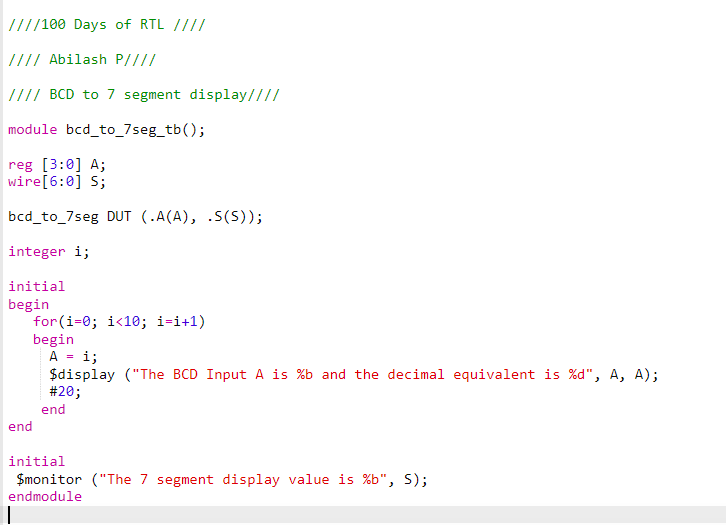 ////100 Days of RTL ////
//// Abilash P////
//// BCD to 7 segment display////
module bcd_to_7seg_tb();
reg [3:0] A;
wire[6:0] S;
bcd_to_7seg DUT (.A(A), .S(S));
integer i;
initial
begin
for(i=0; i<10; i=i+1)
begin
A = i;
$display ("The BCD Input A is %b and the decimal equivalent is %d", A, A);
#20;
end
end
initial
$monitor ("The 7 segment display value is %b", S);
endmodule